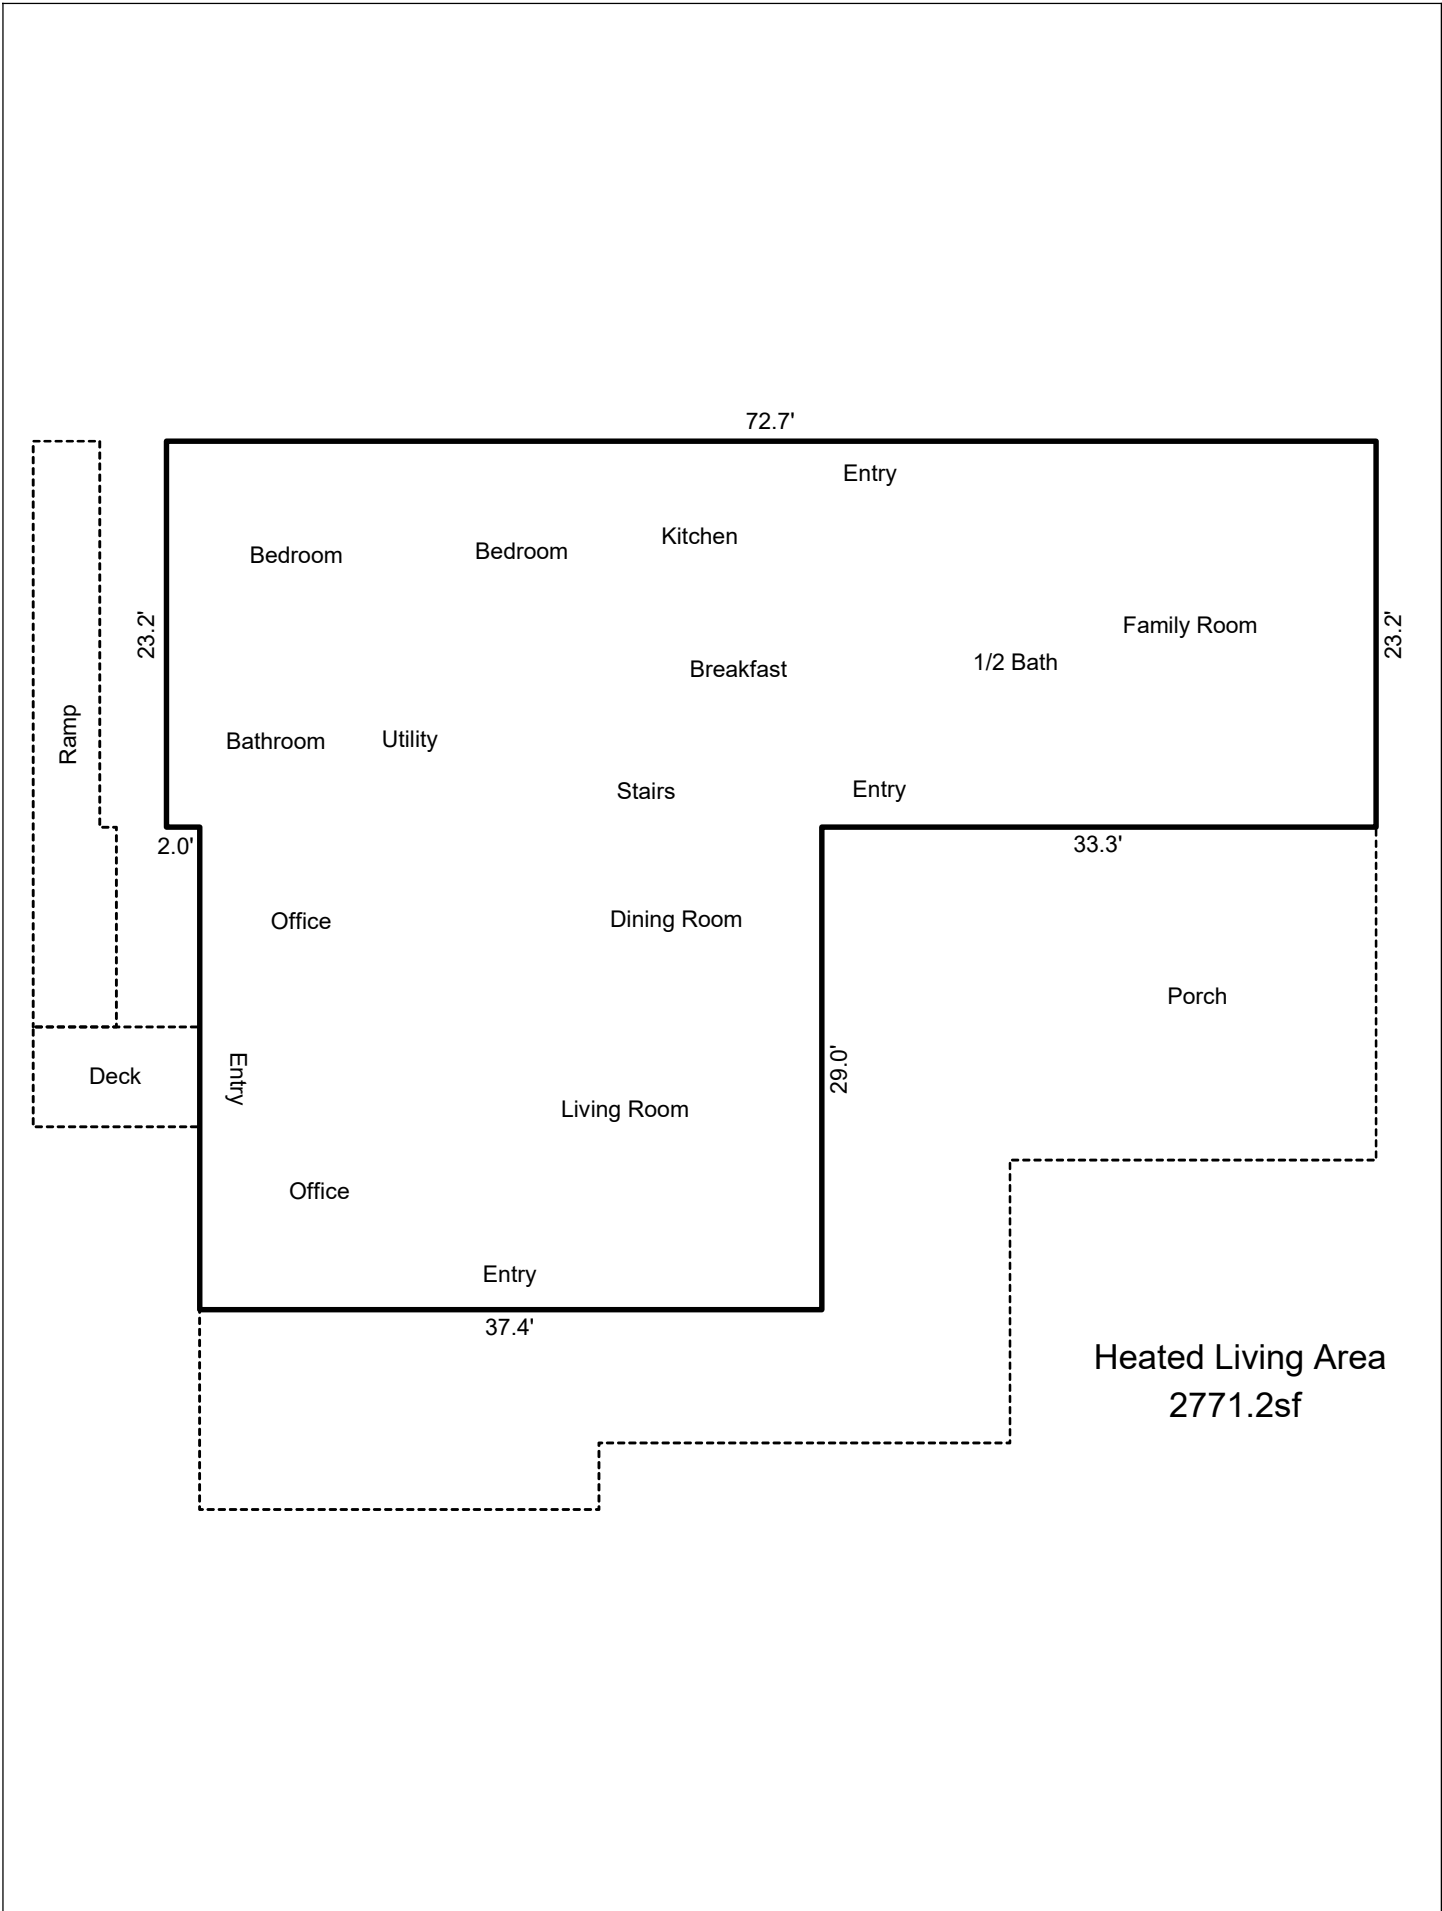 72.7'
Entry
Kitchen
Bedroom
Bedroom
23.2'
23.2'
Family Room
1/2 Bath
Breakfast
Ramp
Bathroom
Utility
Stairs
Entry
2.0'
33.3'
Office
Dining Room
Porch
29.0'
Deck
Entry
Living Room
Office
Entry
37.4'
Heated Living Area
2771.2sf